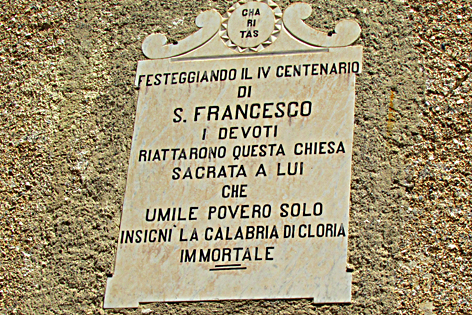 CHA
RI
TAS
FESTEGGIANDO IL IV CENTENARIO
DI
S. FRANCESCO
I DEVOTI
RIATTARONO QUESTA CHIESA
SACRATA A LUI
CHE
UMILE POVERO SOLO
INSIGNI' LA CALABRIA DI GLORIA
IMMORTALE